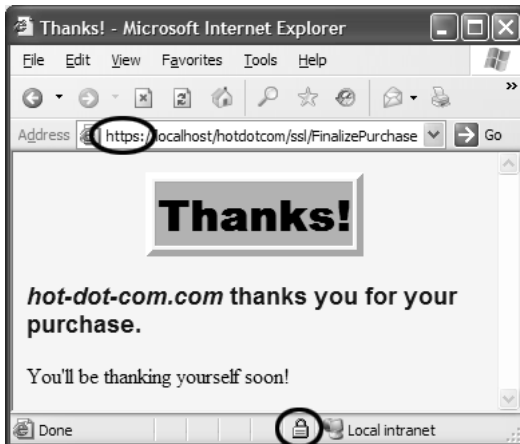 Thanks! - Microsoft Internet Explorer
File Edit View Favorites Tools Help
»
Address https://localhost/hotdotcom/ssl/FinalizePurchase Go
Thanks!
hot-dot-com.com thanks you for your
purchase.
You'll be thanking yourself soon!
Done Local intranet